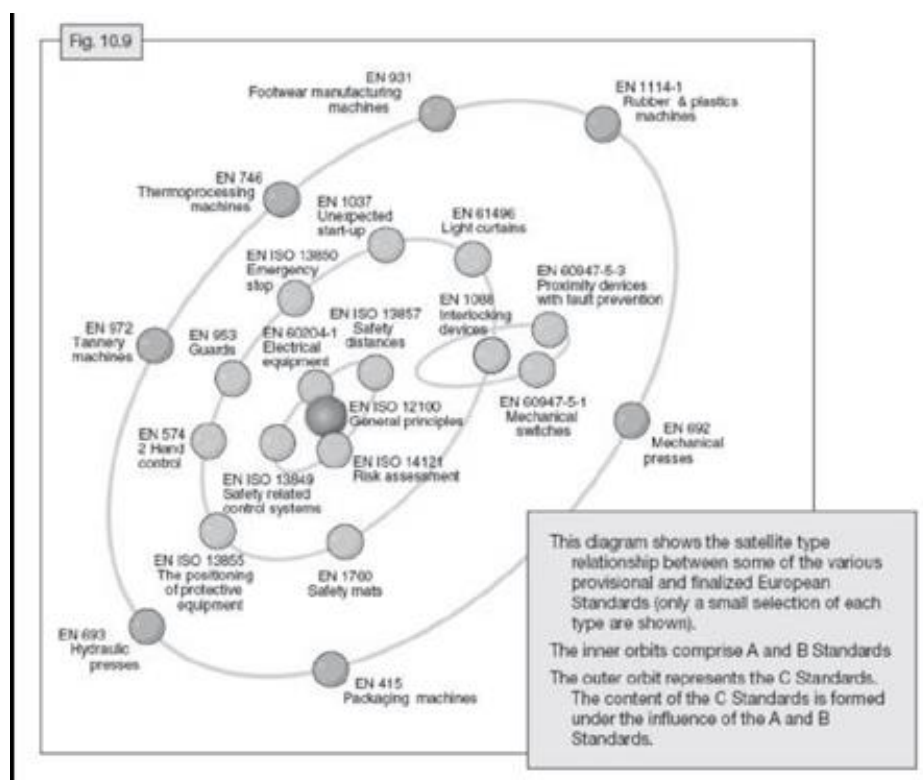 Fig. 10.9
EN 931
Footwear manufacturing
machines
EN 1114-1
Rubber & plastics
machines
EN 746
Thermoprocessing
machines
EN 1037
Unexpected
start-up
EN 61496
Light curtains
EN ISO 13850
Emergency
stop
EN 60947-5-3
Proximity devices
with fault prevention
EN 1088
Interlocking
devices
EN ISO 13857
Safety
distances
EN 972
Tannery
machines
EN 953
Guards
EN 60204-1
Electrical
equipment
EN ISO 12100
General principles
EN 60947-5-1
Mechanical
switches
EN 692
Mechanical
presses
EN 574
2 Hand
control
EN ISO 14121
Risk assessment
EN ISO 13849
Safety related
control systems
EN ISO 13855
The positioning
of protective
equipment
EN 1760
Safety mats
EN 693
Hydraulic
presses
EN 415
Packaging machines
This diagram shows the satellite type
relationship between some of the various
provisional and finalized European
Standards (only a small selection of each
type are shown).
The inner orbits comprise A and B Standards
The outer orbit represents the C Standards.
The content of the C Standards is formed
under the influence of the A and B
Standards.